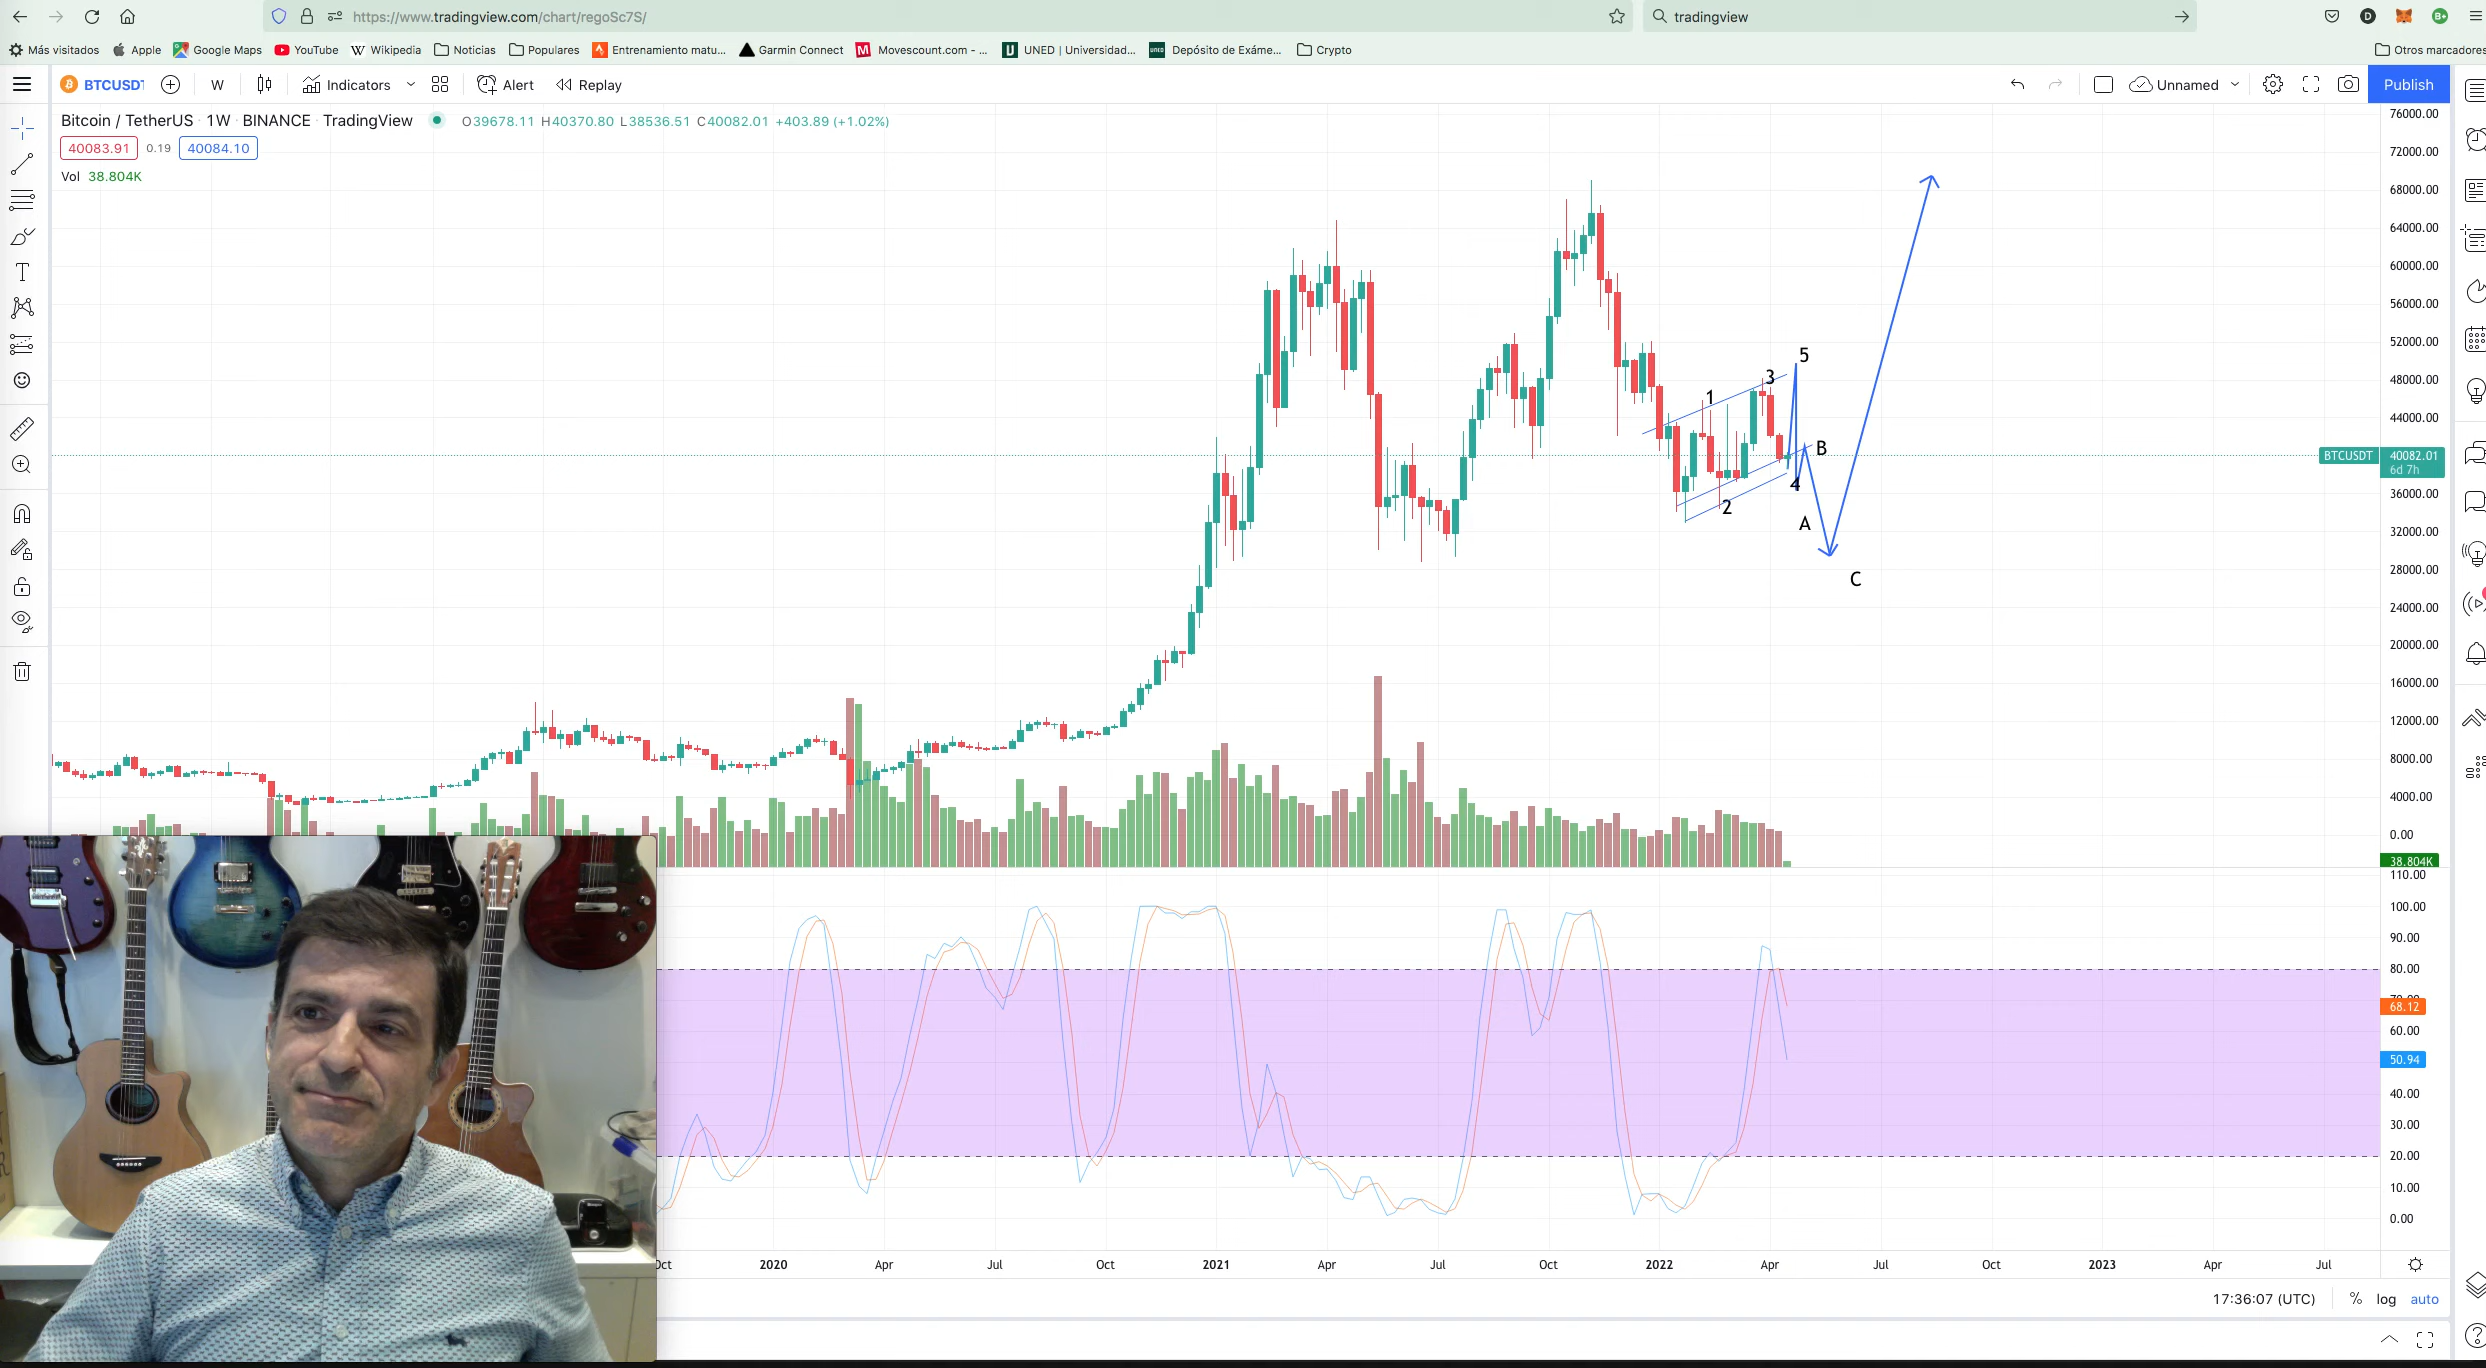 https://www.tradingview.com/chart/regoSc7S/
tradingview
Más visitados Apple Google Maps YouTube Wikipedia Noticias Populares Entrenamiento matu... Garmin Connect Movescount.com - ... UNED | Universidad... Depósito de Exáme... Crypto Otros marcadores
BTCUSDT W Indicators Alert Replay Unnamed Publish
Bitcoin / TetherUS · 1W · BINANCE · TradingView O39678.11 H40370.80 L38536.51 C40082.01 +403.89 (+1.02%)
40083.91 0.19 40084.10
Vol 38.804K
76000.00
72000.00
68000.00
64000.00
60000.00
56000.00
52000.00
48000.00
44000.00
BTCUSDT 40082.01
6d 7h
36000.00
32000.00
28000.00
24000.00
20000.00
16000.00
12000.00
8000.00
4000.00
0.00
38.804K
5
3
1
B
4
2
A
C
110.00
100.00
90.00
80.00
68.12
60.00
50.94
40.00
30.00
20.00
10.00
0.00
2020 Apr Jul Oct 2021 Apr Jul Oct 2022 Apr Jul Oct 2023 Apr Jul
17:36:07 (UTC) % log auto